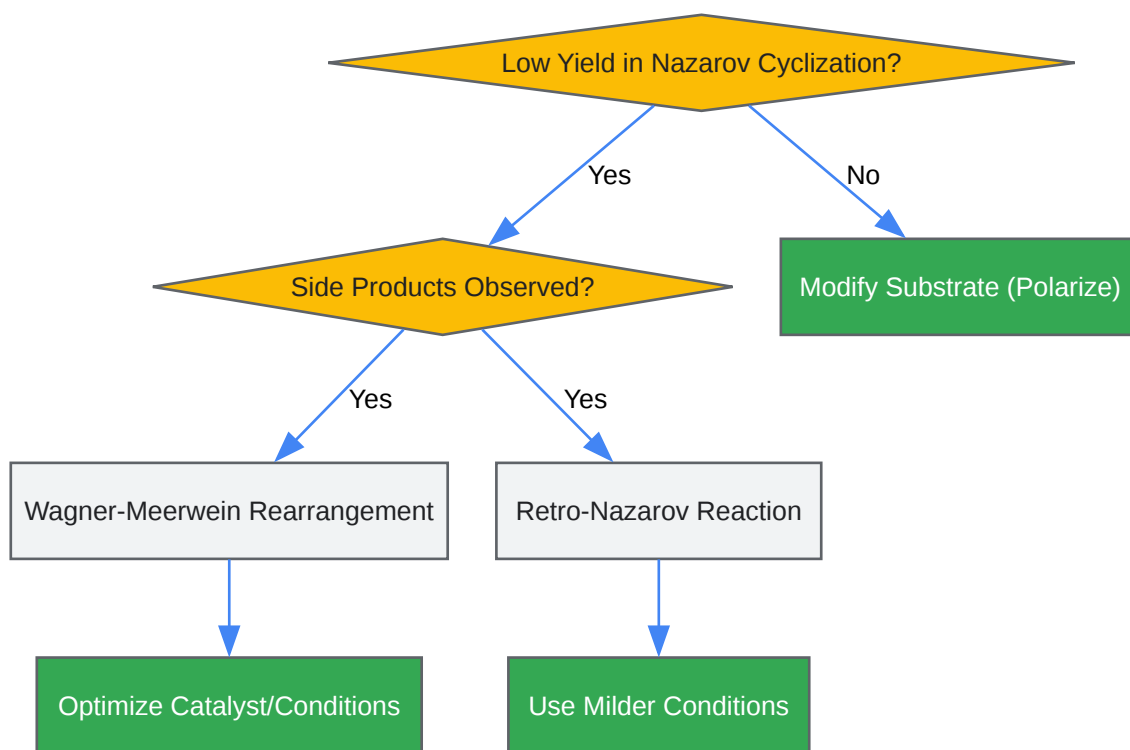 Low Yield in Nazarov Cyclization?
Yes
No
Side Products Observed?
Modify Substrate (Polarize)
Yes
Yes
Wagner-Meerwein Rearrangement
Retro-Nazarov Reaction
Optimize Catalyst/Conditions
Use Milder Conditions